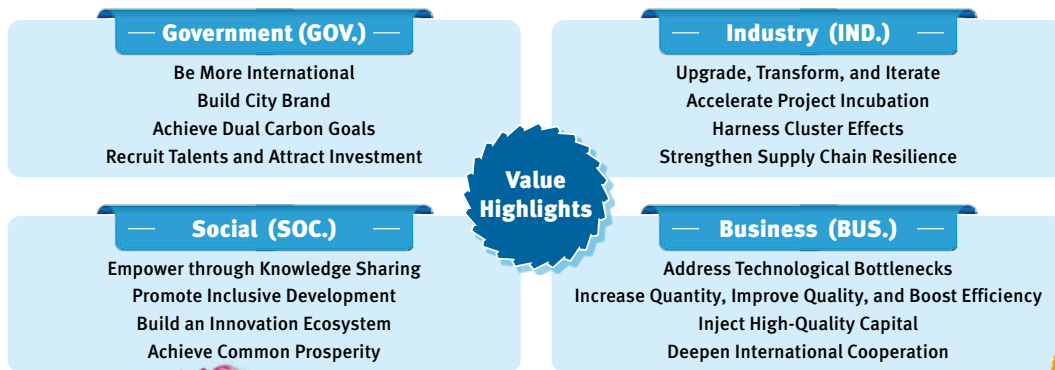 Government (GOV.)
Be More International
Build City Brand
Achieve Dual Carbon Goals
Recruit Talents and Attract Investment
Industry (IND.)
Upgrade, Transform, and Iterate
Accelerate Project Incubation
Harness Cluster Effects
Strengthen Supply Chain Resilience
Value
Highlights
Social (SOC.)
Empower through Knowledge Sharing
Promote Inclusive Development
Build an Innovation Ecosystem
Achieve Common Prosperity
Business (BUS.)
Address Technological Bottlenecks
Increase Quantity, Improve Quality, and Boost Efficiency
Inject High-Quality Capital
Deepen International Cooperation